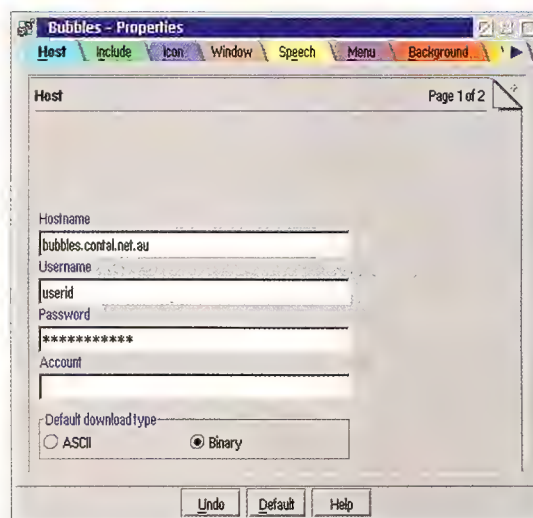 Bubbles - Properties
Host Include Icon Window Speech Menu Background
Host Page 1 of 2
Hostname
bubbles.contal.net.au
Username
userid
Password
***********
Account
Default download type
ASCII Binary
Undo Default Help